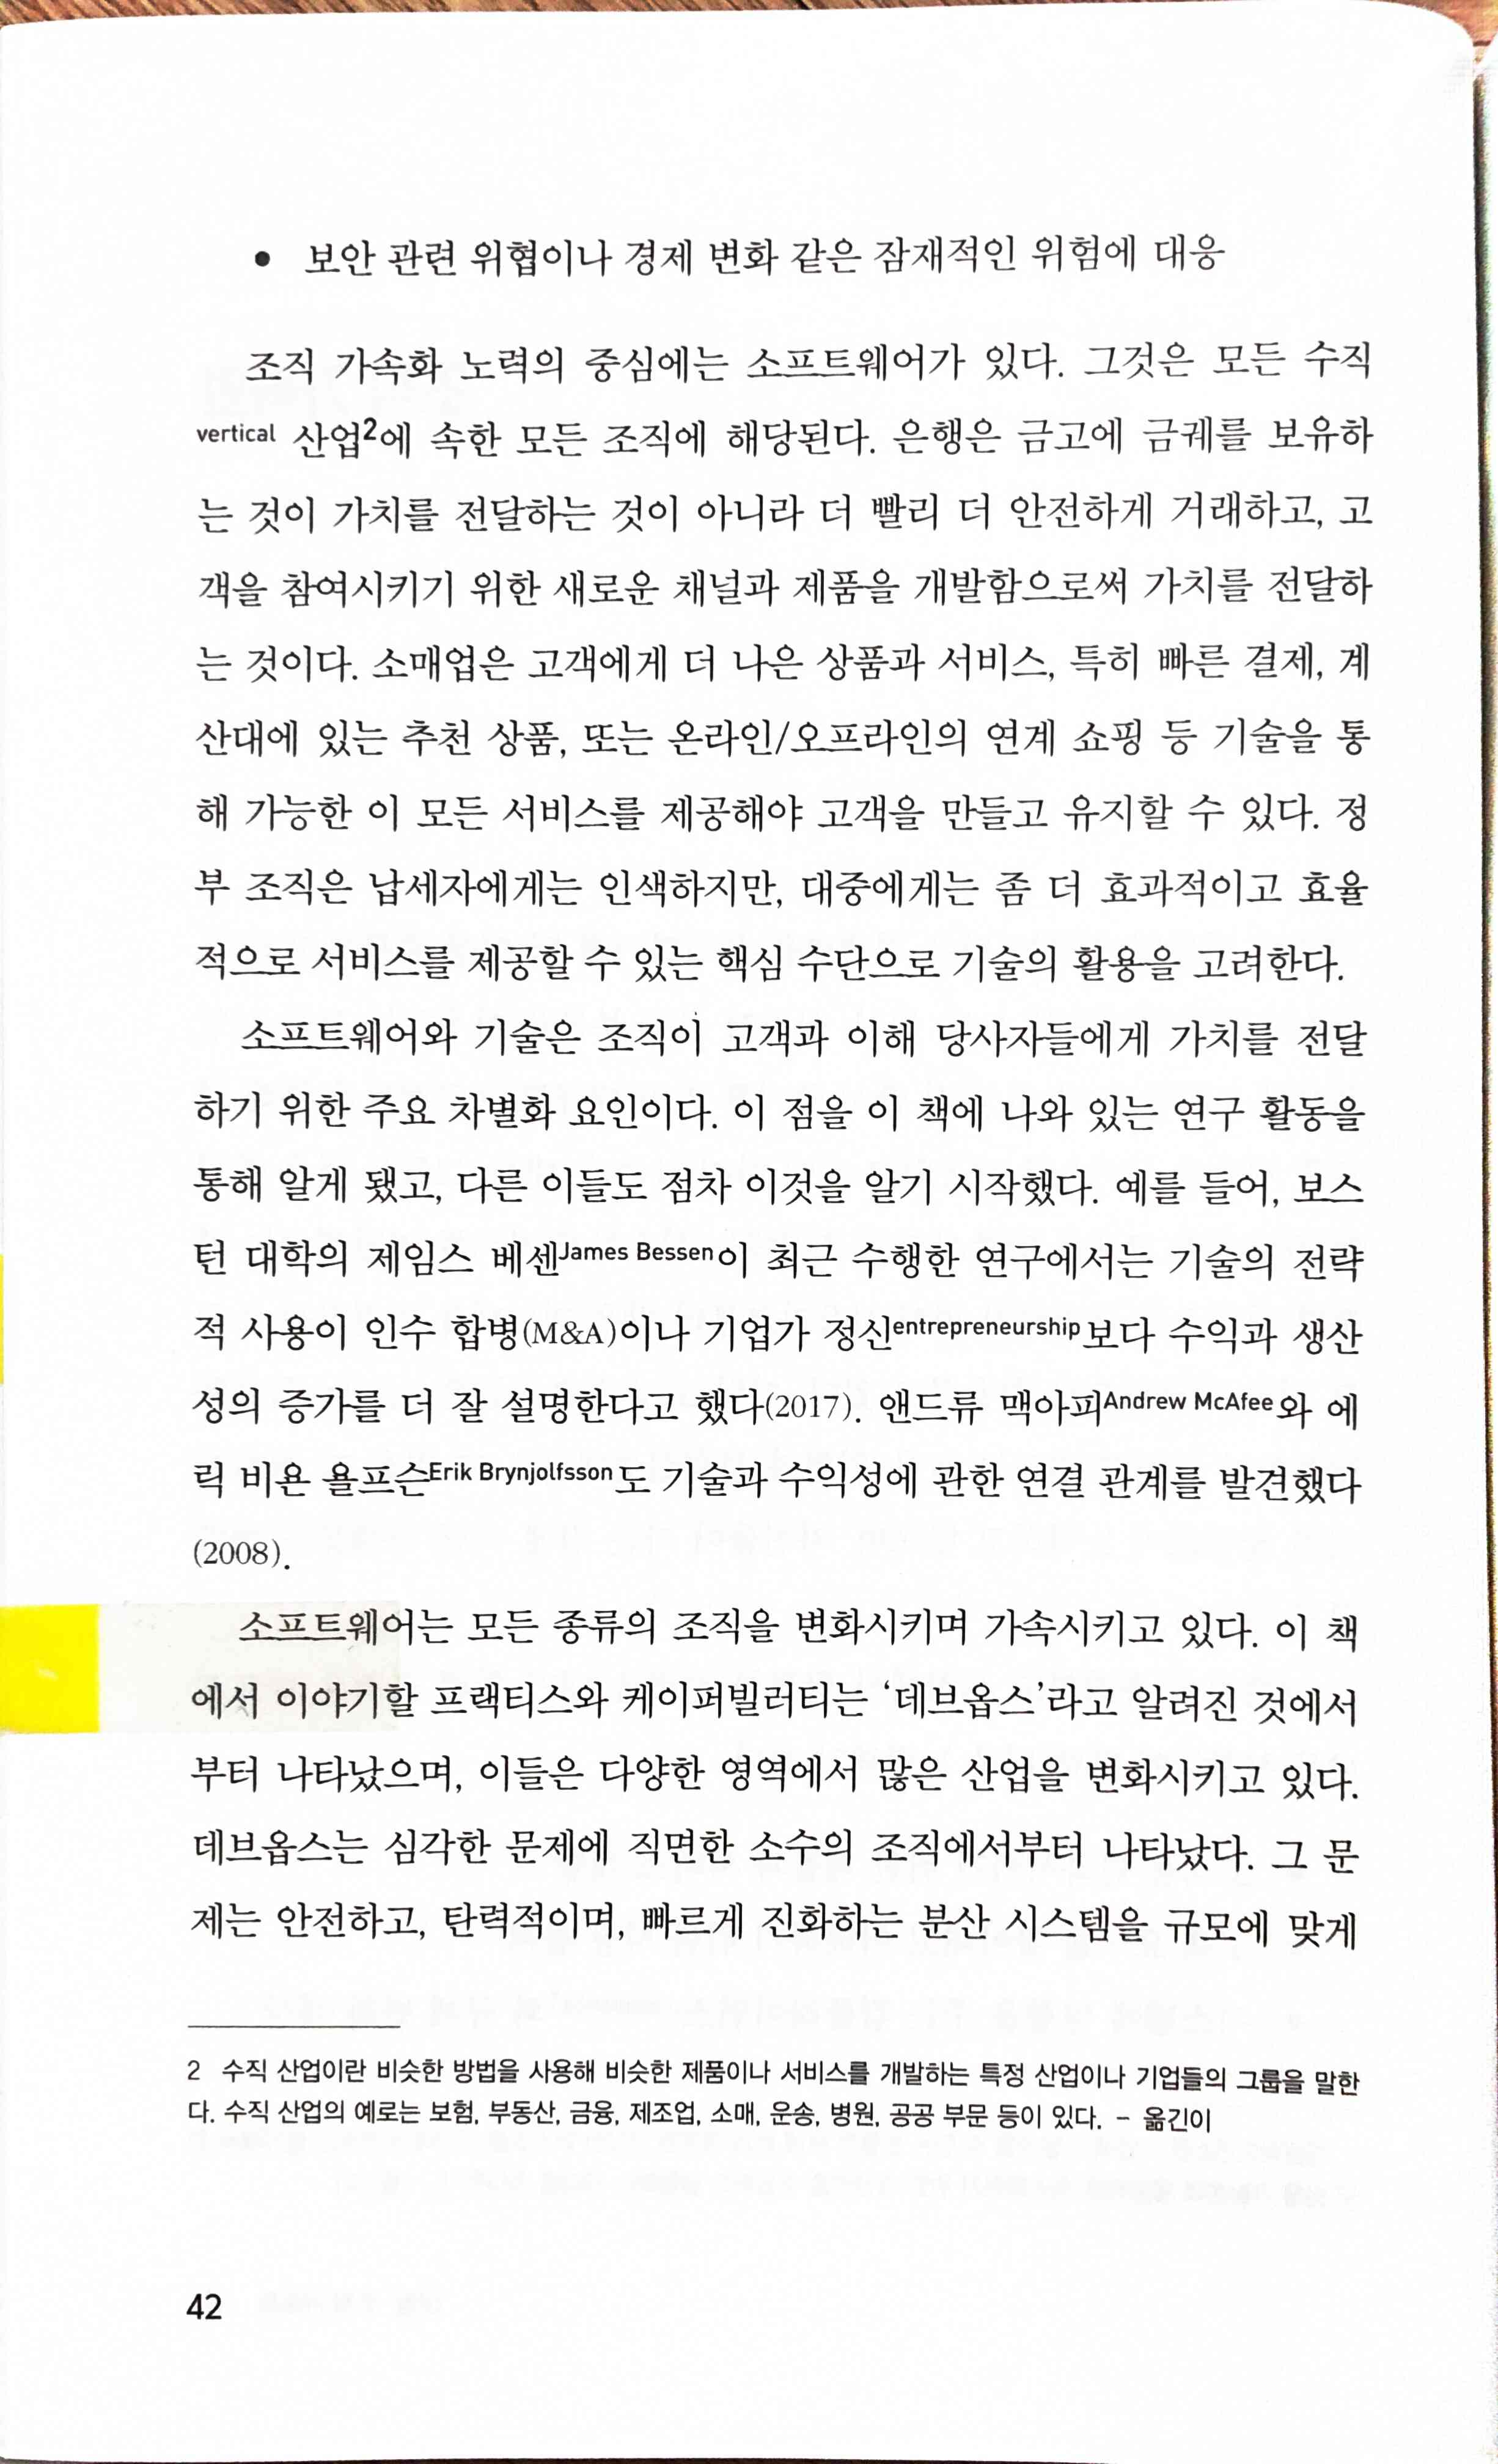 • 보안 관련 위협이나 경제 변화 같은 잠재적인 위험에 대응
조직 가속화 노력의 중심에는 소프트웨어가 있다. 그것은 모든 수직
vertical 산업2에 속한 모든 조직에 해당된다. 은행은 금고에 금궤를 보유하
는 것이 가치를 전달하는 것이 아니라 더 빨리 더 안전하게 거래하고, 고
객을 참여시키기 위한 새로운 채널과 제품을 개발함으로써 가치를 전달하
는 것이다. 소매업은 고객에게 더 나은 상품과 서비스, 특히 빠른 결제, 계
산대에 있는 추천 상품, 또는 온라인/오프라인의 연계 쇼핑 등 기술을 통
해 가능한 이 모든 서비스를 제공해야 고객을 만들고 유지할 수 있다. 정
부 조직은 납세자에게는 인색하지만, 대중에게는 좀 더 효과적이고 효율
적으로 서비스를 제공할 수 있는 핵심 수단으로 기술의 활용을 고려한다.
소프트웨어와 기술은 조직이 고객과 이해 당사자들에게 가치를 전달
하기 위한 주요 차별화 요인이다. 이 점을 이 책에 나와 있는 연구 활동을
통해 알게 됐고, 다른 이들도 점차 이것을 알기 시작했다. 예를 들어, 보스
턴 대학의 제임스 베센James Bessen이 최근 수행한 연구에서는 기술의 전략
적 사용이 인수 합병(M&A)이나 기업가 정신entrepreneurship보다 수익과 생산
성의 증가를 더 잘 설명한다고 했다(2017). 앤드류 맥아피Andrew McAfee와 에
릭 비욘 욜프슨Erik Brynjolfsson도 기술과 수익성에 관한 연결 관계를 발견했다
(2008).
소프트웨어는 모든 종류의 조직을 변화시키며 가속시키고 있다. 이 책
에서 이야기할 프랙티스와 케이퍼빌러티는 ‘데브옵스’라고 알려진 것에서
부터 나타났으며, 이들은 다양한 영역에서 많은 산업을 변화시키고 있다.
데브옵스는 심각한 문제에 직면한 소수의 조직에서부터 나타났다. 그 문
제는 안전하고, 탄력적이며, 빠르게 진화하는 분산 시스템을 규모에 맞게
2 수직 산업이란 비슷한 방법을 사용해 비슷한 제품이나 서비스를 개발하는 특정 산업이나 기업들의 그룹을 말한
다. 수직 산업의 예로는 보험, 부동산, 금융, 제조업, 소매, 운송, 병원, 공공 부문 등이 있다. - 옮긴이
42